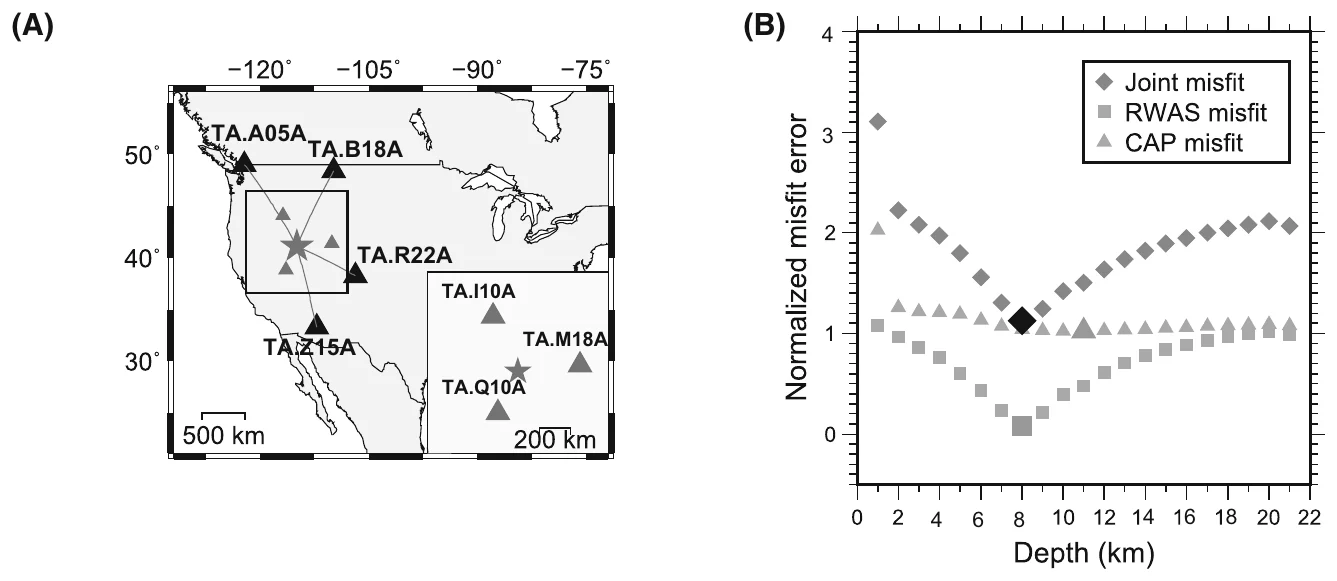 (A)
−120° −105° −90° −75°
TA.A05A
TA.B18A
50°
TA.R22A
40°
TA.I10A
TA.M18A
TA.Z15A
30°
TA.Q10A
500 km
200 km
(B)
4
Joint misfit
RWAS misfit
CAP misfit
3
2
1
0
Normalized misfit error
0 2 4 6 8 10 12 14 16 18 20 22
Depth (km)